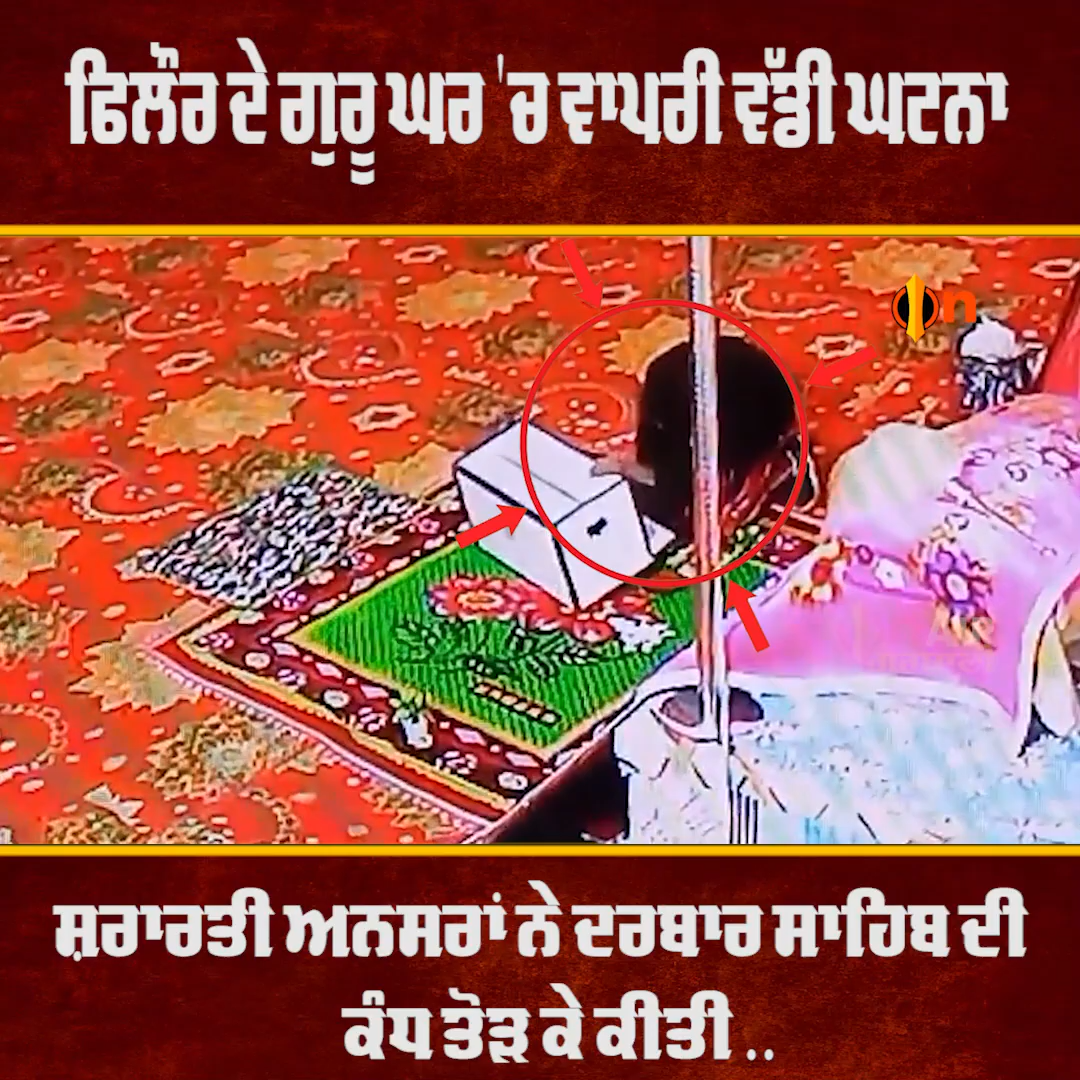 ਫਿਲੌਰ ਦੇ ਗੁਰੂ ਘਰ 'ਚ ਵਾਪਰੀ ਵੱਡੀ ਘਟਨਾ
n
ਸ਼ਰਾਰਤੀ ਅਨਸਰਾਂ ਨੇ ਦਰਬਾਰ ਸਾਹਿਬ ਦੀ
ਕੰਧ ਤੋੜ ਕੇ ਕੀਤੀ ..